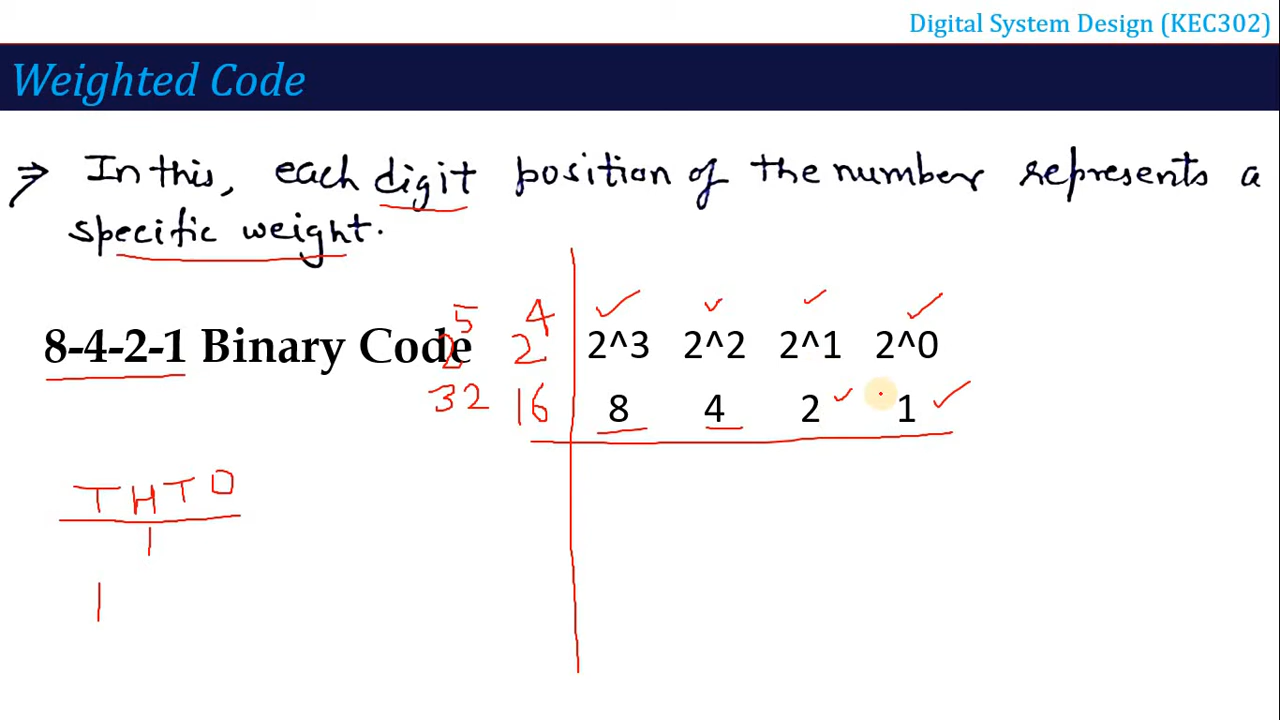 Digital System Design (KEC302)
Weighted Code
⇒ In this, each digit position of the number represents a
specific weight.
5 4
8-4-2-1 Binary Code 2 2 2^3 2^2 2^1 2^0
32 16 8 4 2 1
T H T O
1
1